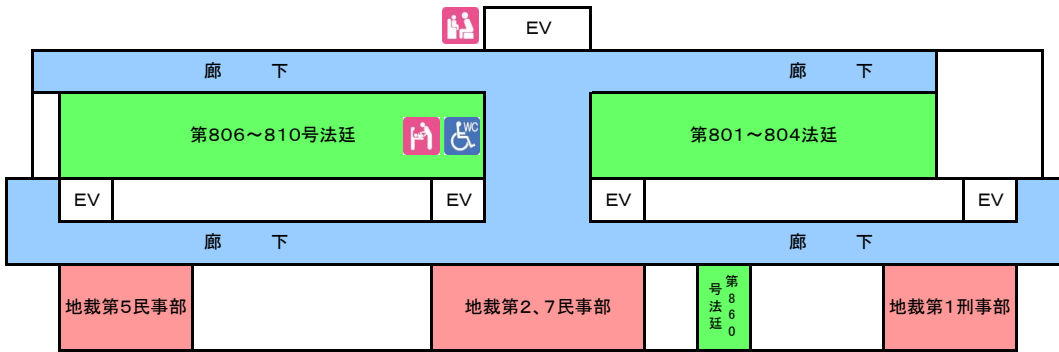 EV
廊　下
廊　下
第806～810号法廷
WC
第801～804法廷
EV
EV
EV
EV
廊　下
廊　下
地裁第5民事部
地裁第2、7民事部
第860号法廷
地裁第1刑事部